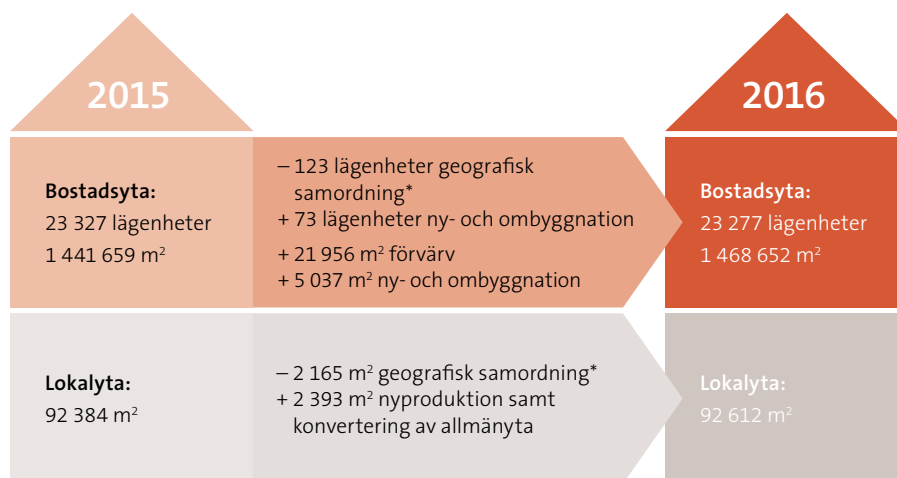 2015
2016
Bostadsyta:
23 327 lägenheter
1 441 659 m²
– 123 lägenheter geografisk
samordning*
+ 73 lägenheter ny- och ombyggnation
+ 21 956 m² förvärv
+ 5 037 m² ny- och ombyggnation
Bostadsyta:
23 277 lägenheter
1 468 652 m²
Lokalyta:
92 384 m²
– 2 165 m² geografisk samordning*
+ 2 393 m² nyproduktion samt
konvertering av allmänyta
Lokalyta:
92 612 m²